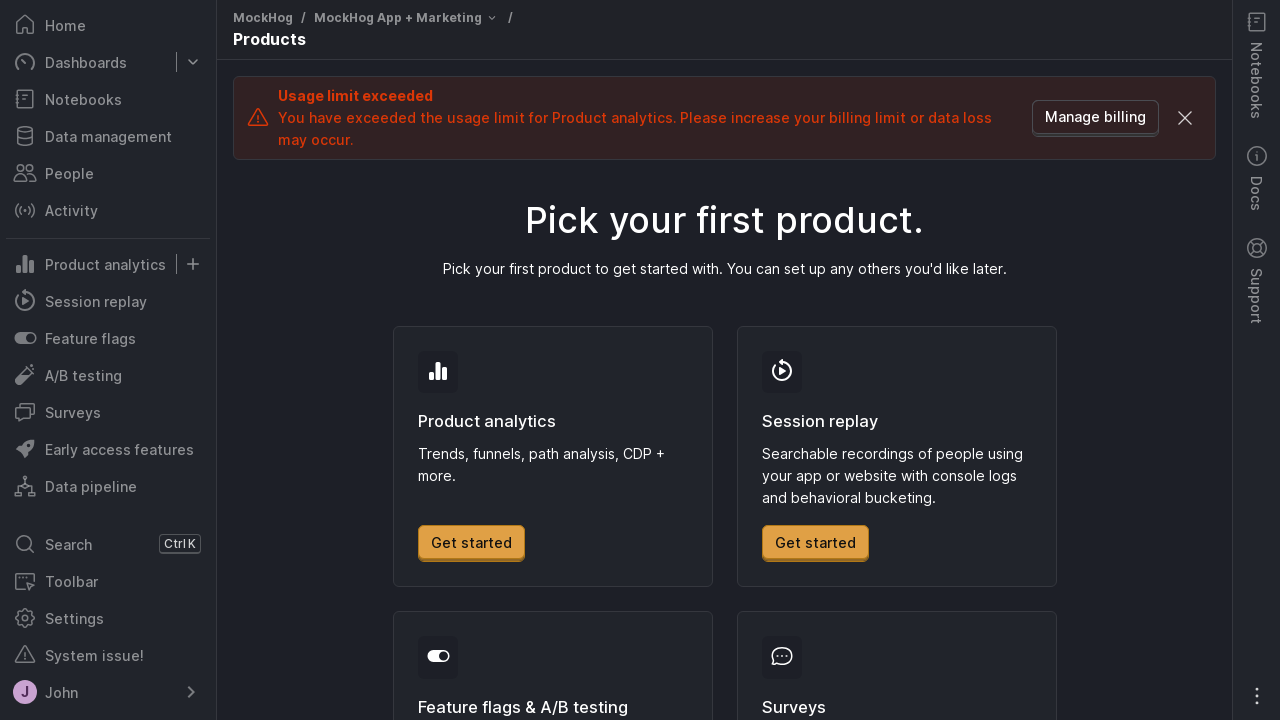 Home
Dashboards
Notebooks
Data management
People
Activity
Product analytics
Session replay
Feature flags
A/B testing
Surveys
Early access features
Data pipeline
Search
Ctrl K
Toolbar
Settings
System issue!
J
John
MockHog / MockHog App + Marketing /
Products
Usage limit exceeded
You have exceeded the usage limit for Product analytics. Please increase your billing limit or data loss
may occur.
Manage billing
Pick your first product.
Pick your first product to get started with. You can set up any others you'd like later.
Product analytics
Trends, funnels, path analysis, CDP +
more.
Get started
Session replay
Searchable recordings of people using
your app or website with console logs
and behavioral bucketing.
Get started
Feature flags & A/B testing
Surveys
Notebooks
Docs
Support